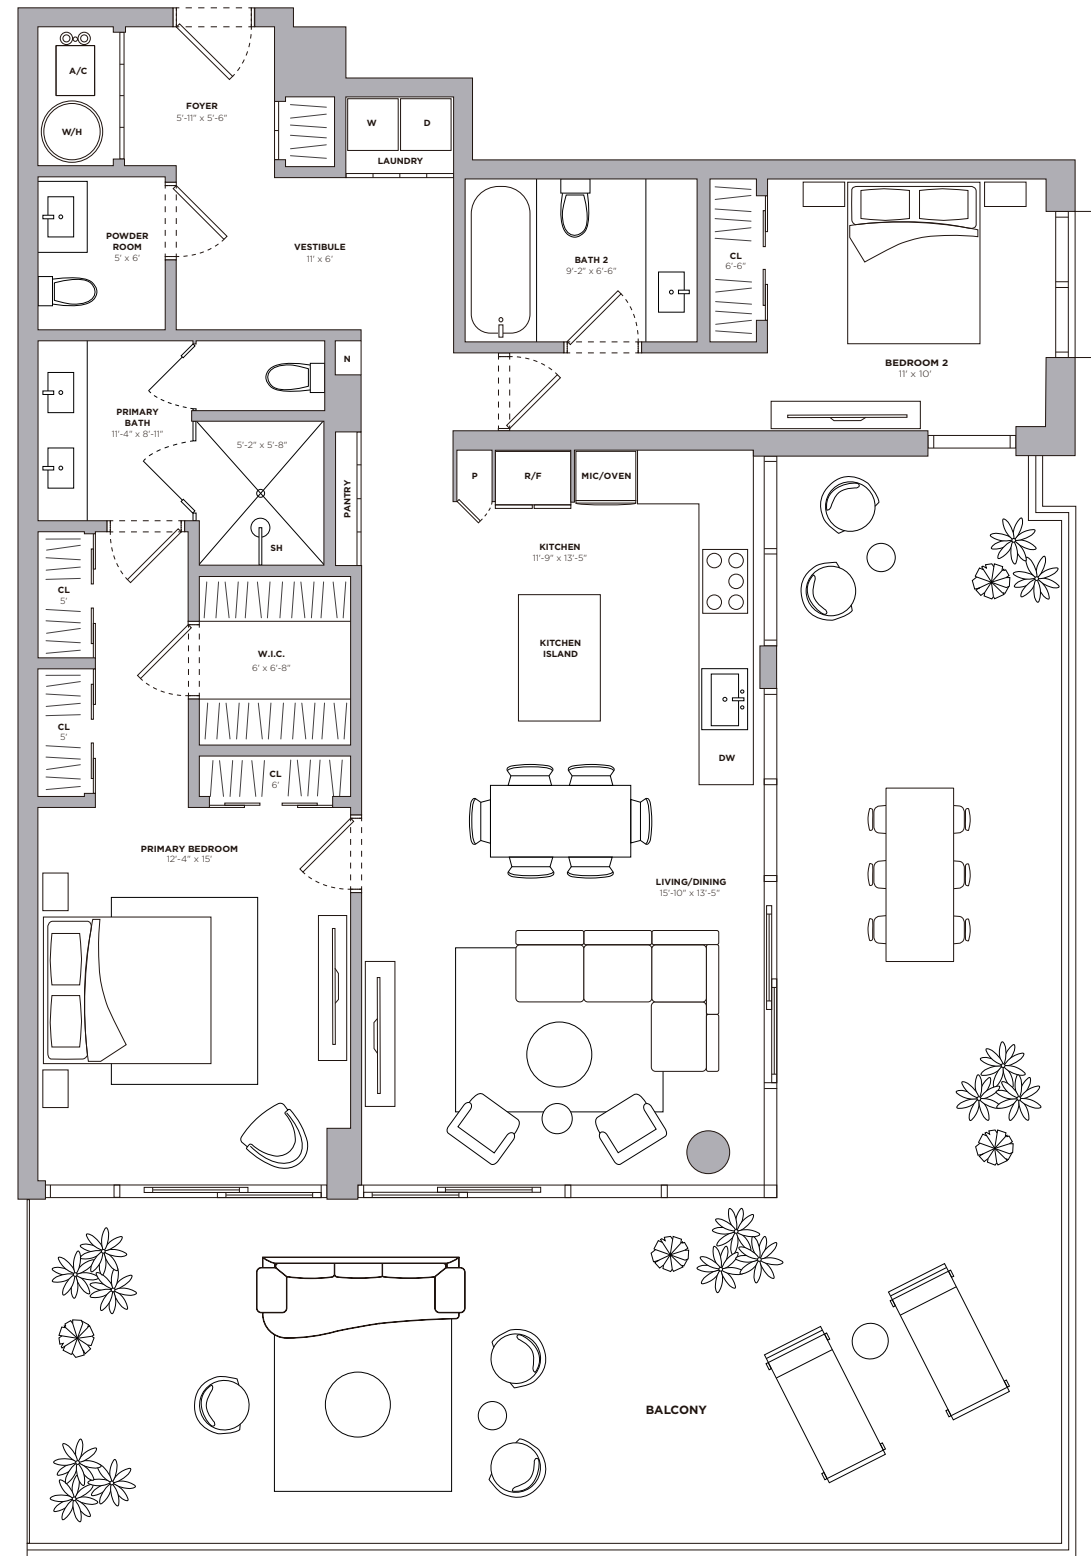 A/C
W/H
FOYER
5'-11" x 5'-6"
W
D
LAUNDRY
POWDER
ROOM
5' x 6'
VESTIBULE
11' x 6'
BATH 2
9'-2" x 6'-6"
CL
6'-6"
BEDROOM 2
11' x 10'
N
PRIMARY
BATH
11'-4" x 8'-11"
5'-2" x 5'-8"
SH
PANTRY
P
R/F
MIC/OVEN
KITCHEN
11'-9" x 13'-5"
CL
5'
W.I.C.
6' x 6'-8"
KITCHEN
ISLAND
CL
5'
CL
6'
DW
PRIMARY BEDROOM
12'-4" x 15'
LIVING/DINING
15'-10" x 13'-5"
BALCONY